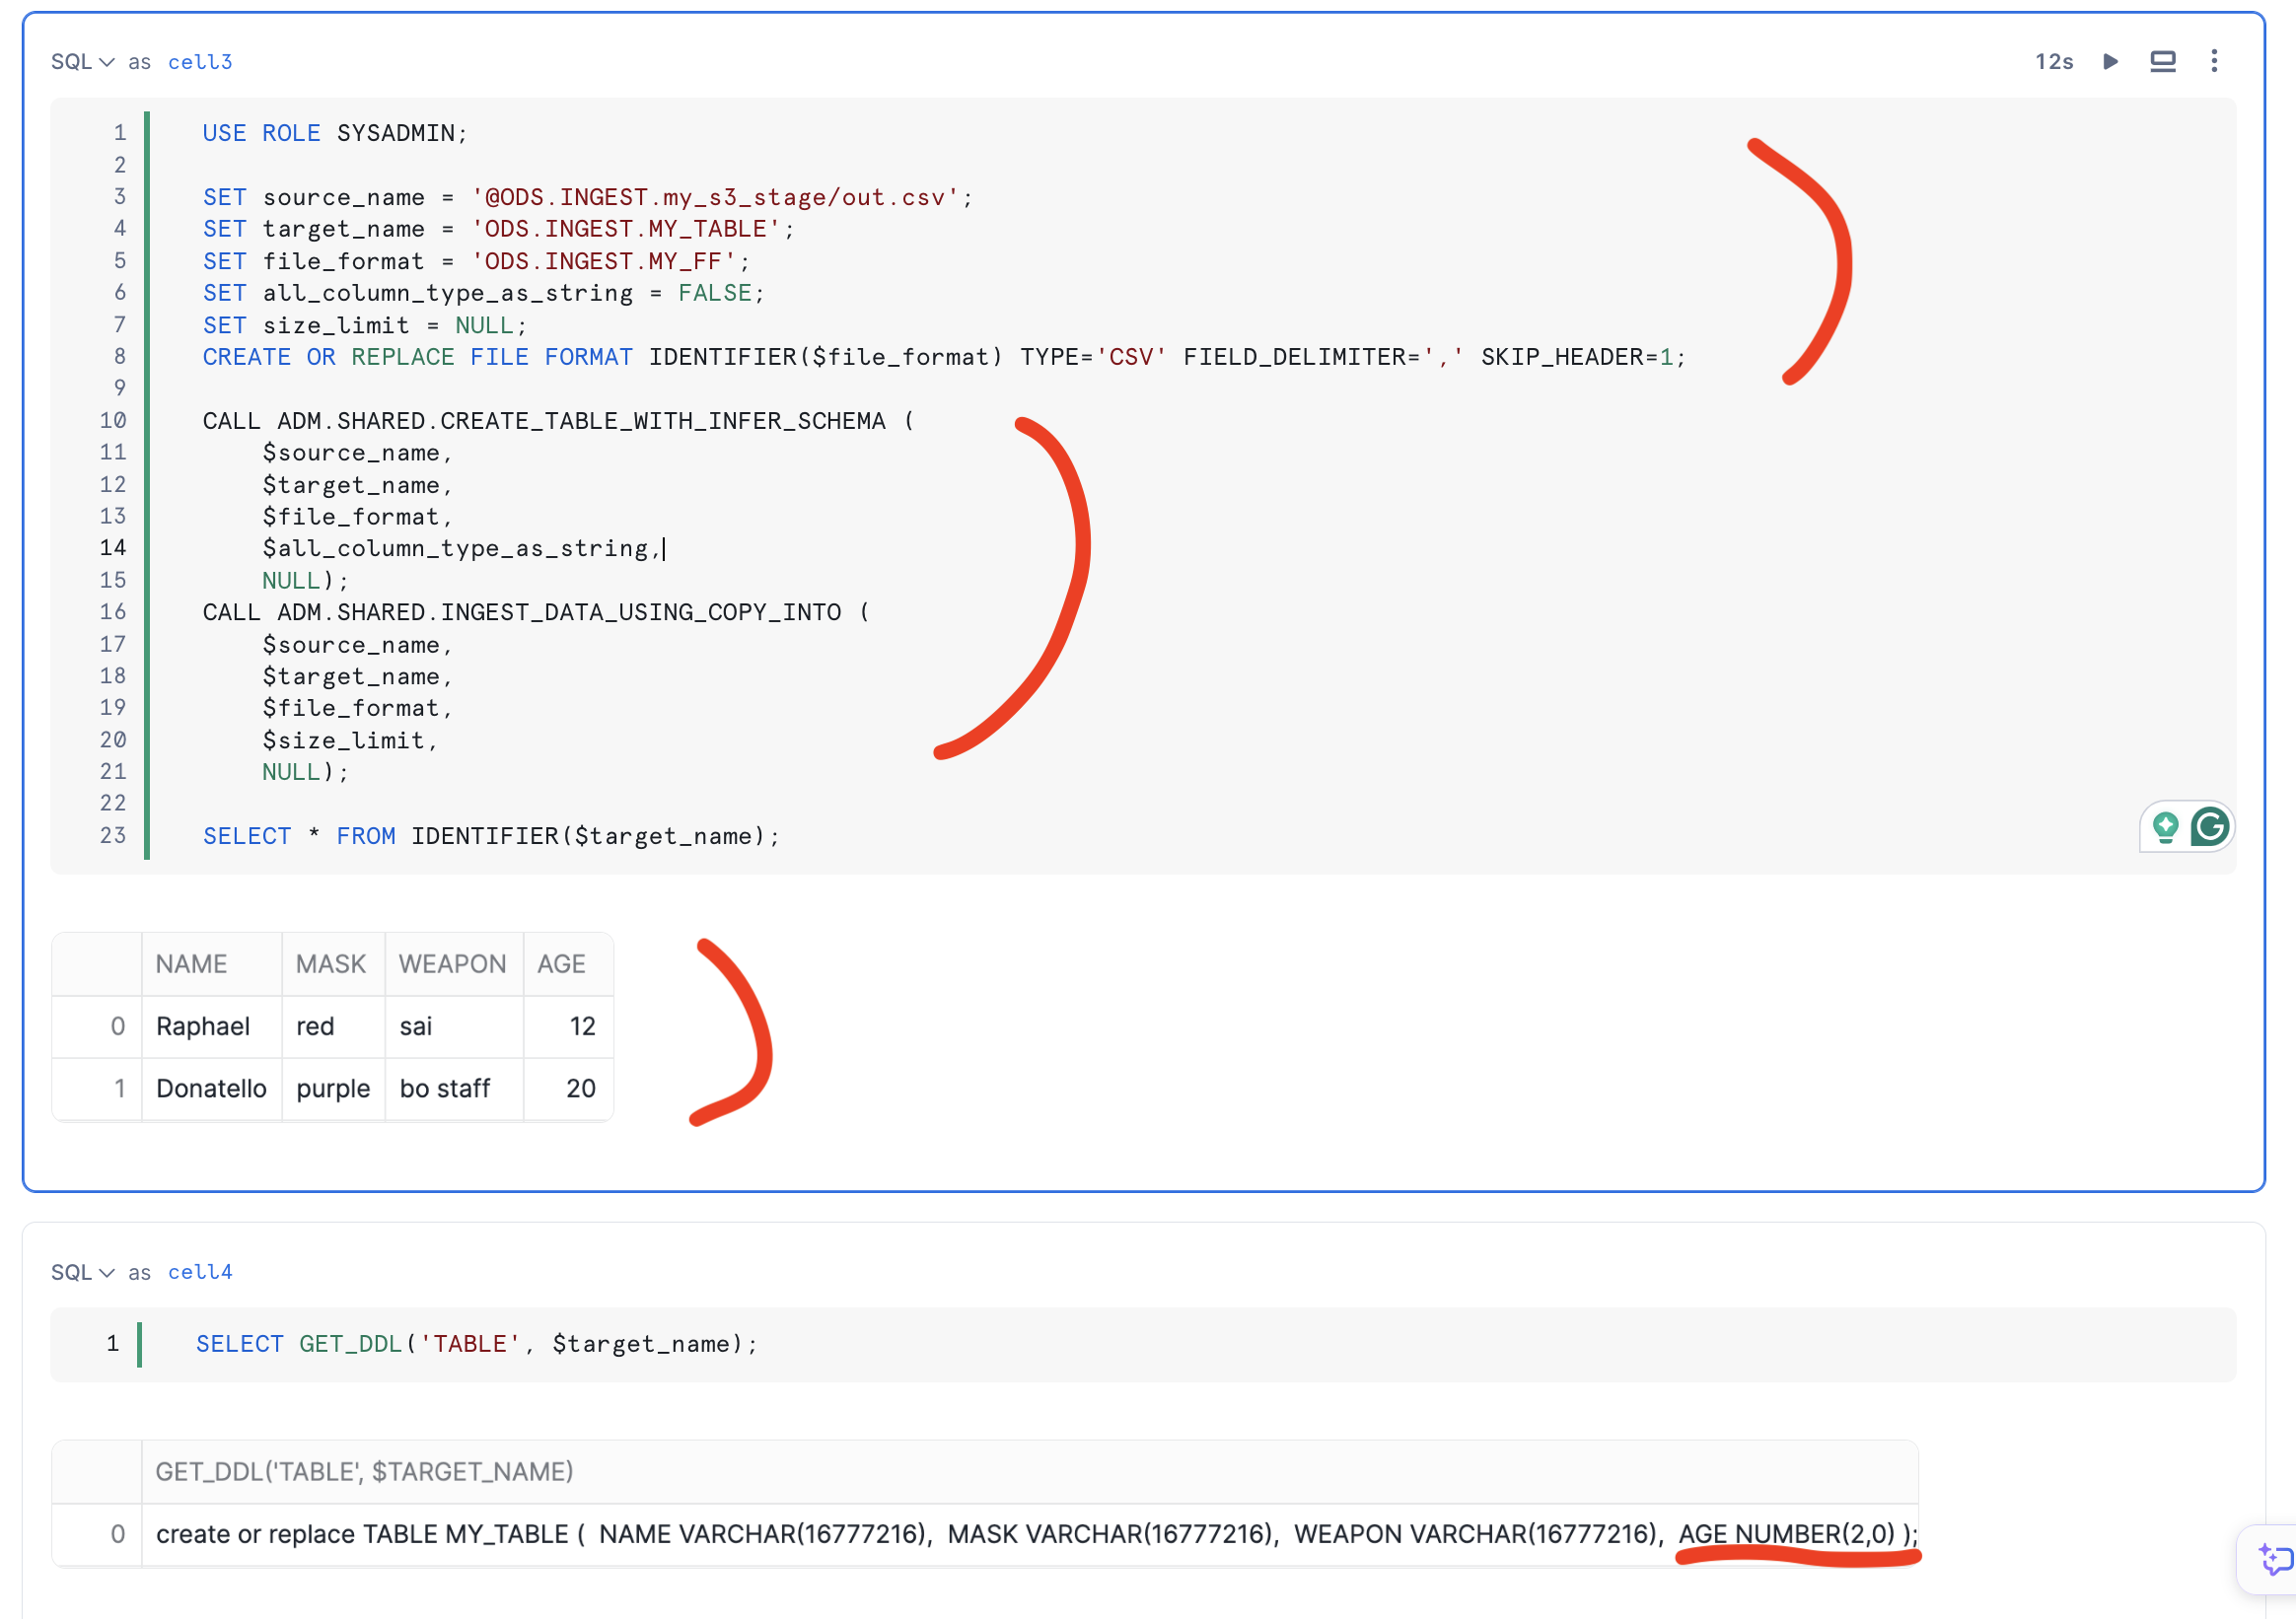 SQL as cell3 12s
1 USE ROLE SYSADMIN;
2
3 SET source_name = '@ODS.INGEST.my_s3_stage/out.csv';
4 SET target_name = 'ODS.INGEST.MY_TABLE';
5 SET file_format = 'ODS.INGEST.MY_FF';
6 SET all_column_type_as_string = FALSE;
7 SET size_limit = NULL;
8 CREATE OR REPLACE FILE FORMAT IDENTIFIER($file_format) TYPE='CSV' FIELD_DELIMITER=',' SKIP_HEADER=1;
9
10 CALL ADM.SHARED.CREATE_TABLE_WITH_INFER_SCHEMA (
11 $source_name,
12 $target_name,
13 $file_format,
14 $all_column_type_as_string,
15 NULL);
16 CALL ADM.SHARED.INGEST_DATA_USING_COPY_INTO (
17 $source_name,
18 $target_name,
19 $file_format,
20 $size_limit,
21 NULL);
22
23 SELECT * FROM IDENTIFIER($target_name);
NAME MASK WEAPON AGE
0 Raphael red sai 12
1 Donatello purple bo staff 20
SQL as cell4
1 SELECT GET_DDL('TABLE', $target_name);
GET_DDL('TABLE', $TARGET_NAME)
0 create or replace TABLE MY_TABLE ( NAME VARCHAR(16777216), MASK VARCHAR(16777216), WEAPON VARCHAR(16777216), AGE NUMBER(2,0) );